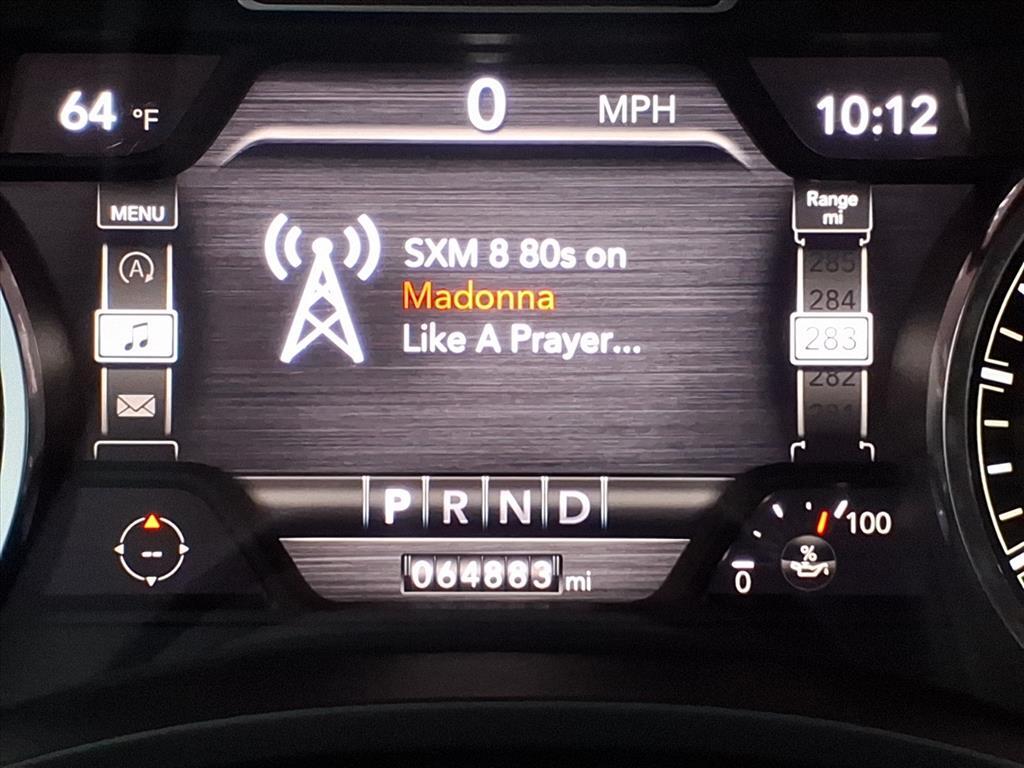 64 °F
0 MPH
10:12
MENU
A
SXM 8 80s on
Madonna
Like A Prayer...
Range
mi
285
284
283
282
P R N D
064883 mi
--
0
100
%